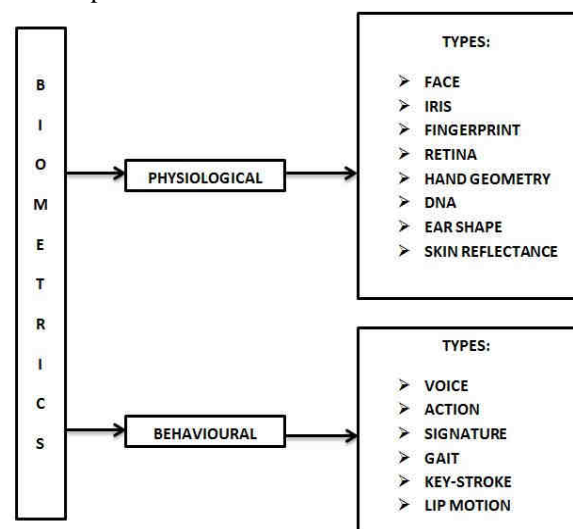 BIOMETRICS
PHYSIOLOGICAL
TYPES:
➢ FACE
➢ IRIS
➢ FINGERPRINT
➢ RETINA
➢ HAND GEOMETRY
➢ DNA
➢ EAR SHAPE
➢ SKIN REFLECTANCE
BEHAVIOURAL
TYPES:
➢ VOICE
➢ ACTION
➢ SIGNATURE
➢ GAIT
➢ KEY-STROKE
➢ LIP MOTION